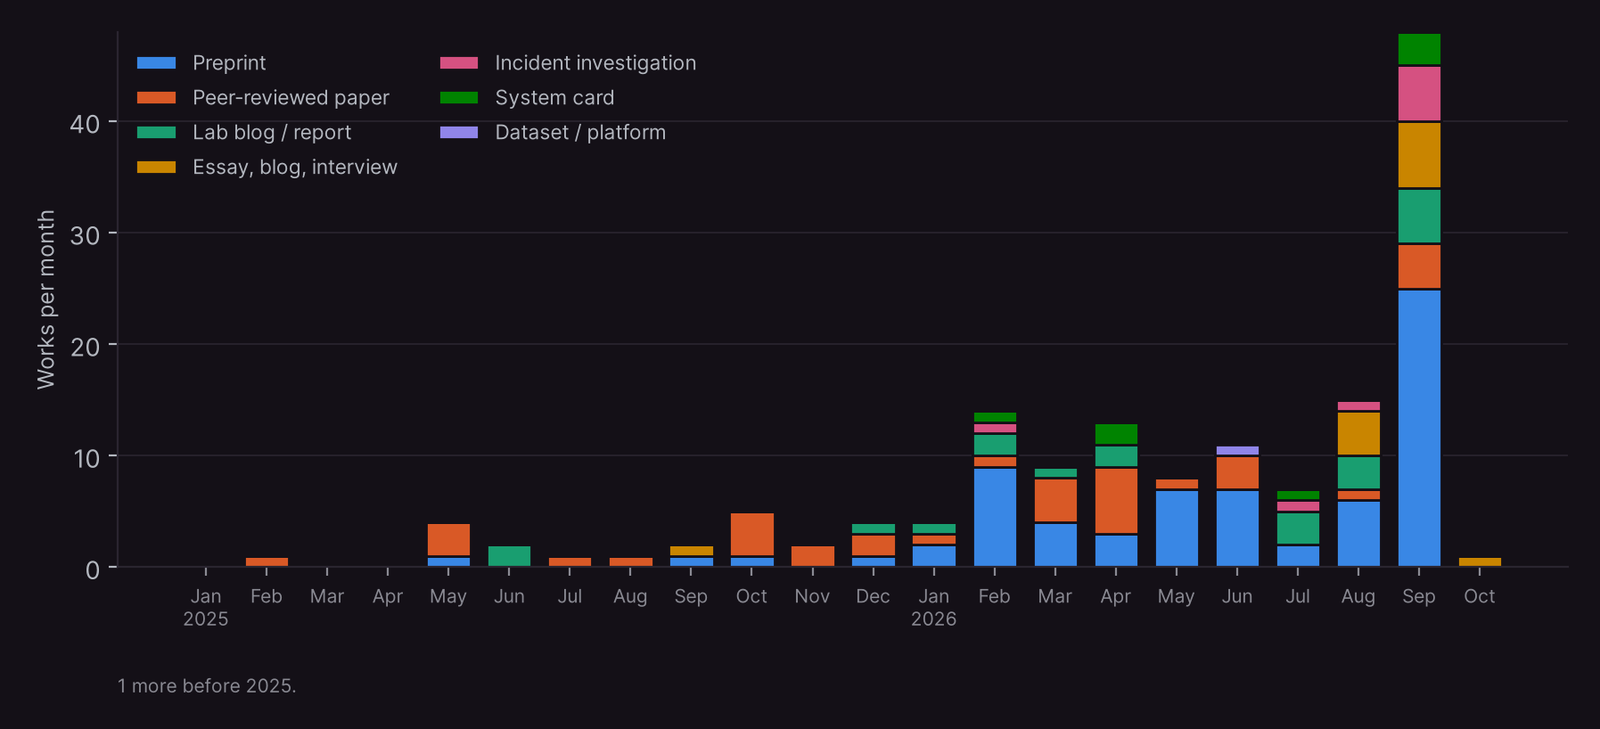 Preprint
Peer-reviewed paper
Lab blog / report
Essay, blog, interview
Incident investigation
System card
Dataset / platform
Works per month
40
30
20
10
0
Jan Feb Mar Apr May Jun Jul Aug Sep Oct Nov Dec Jan Feb Mar Apr May Jun Jul Aug Sep Oct
2025 2026
1 more before 2025.